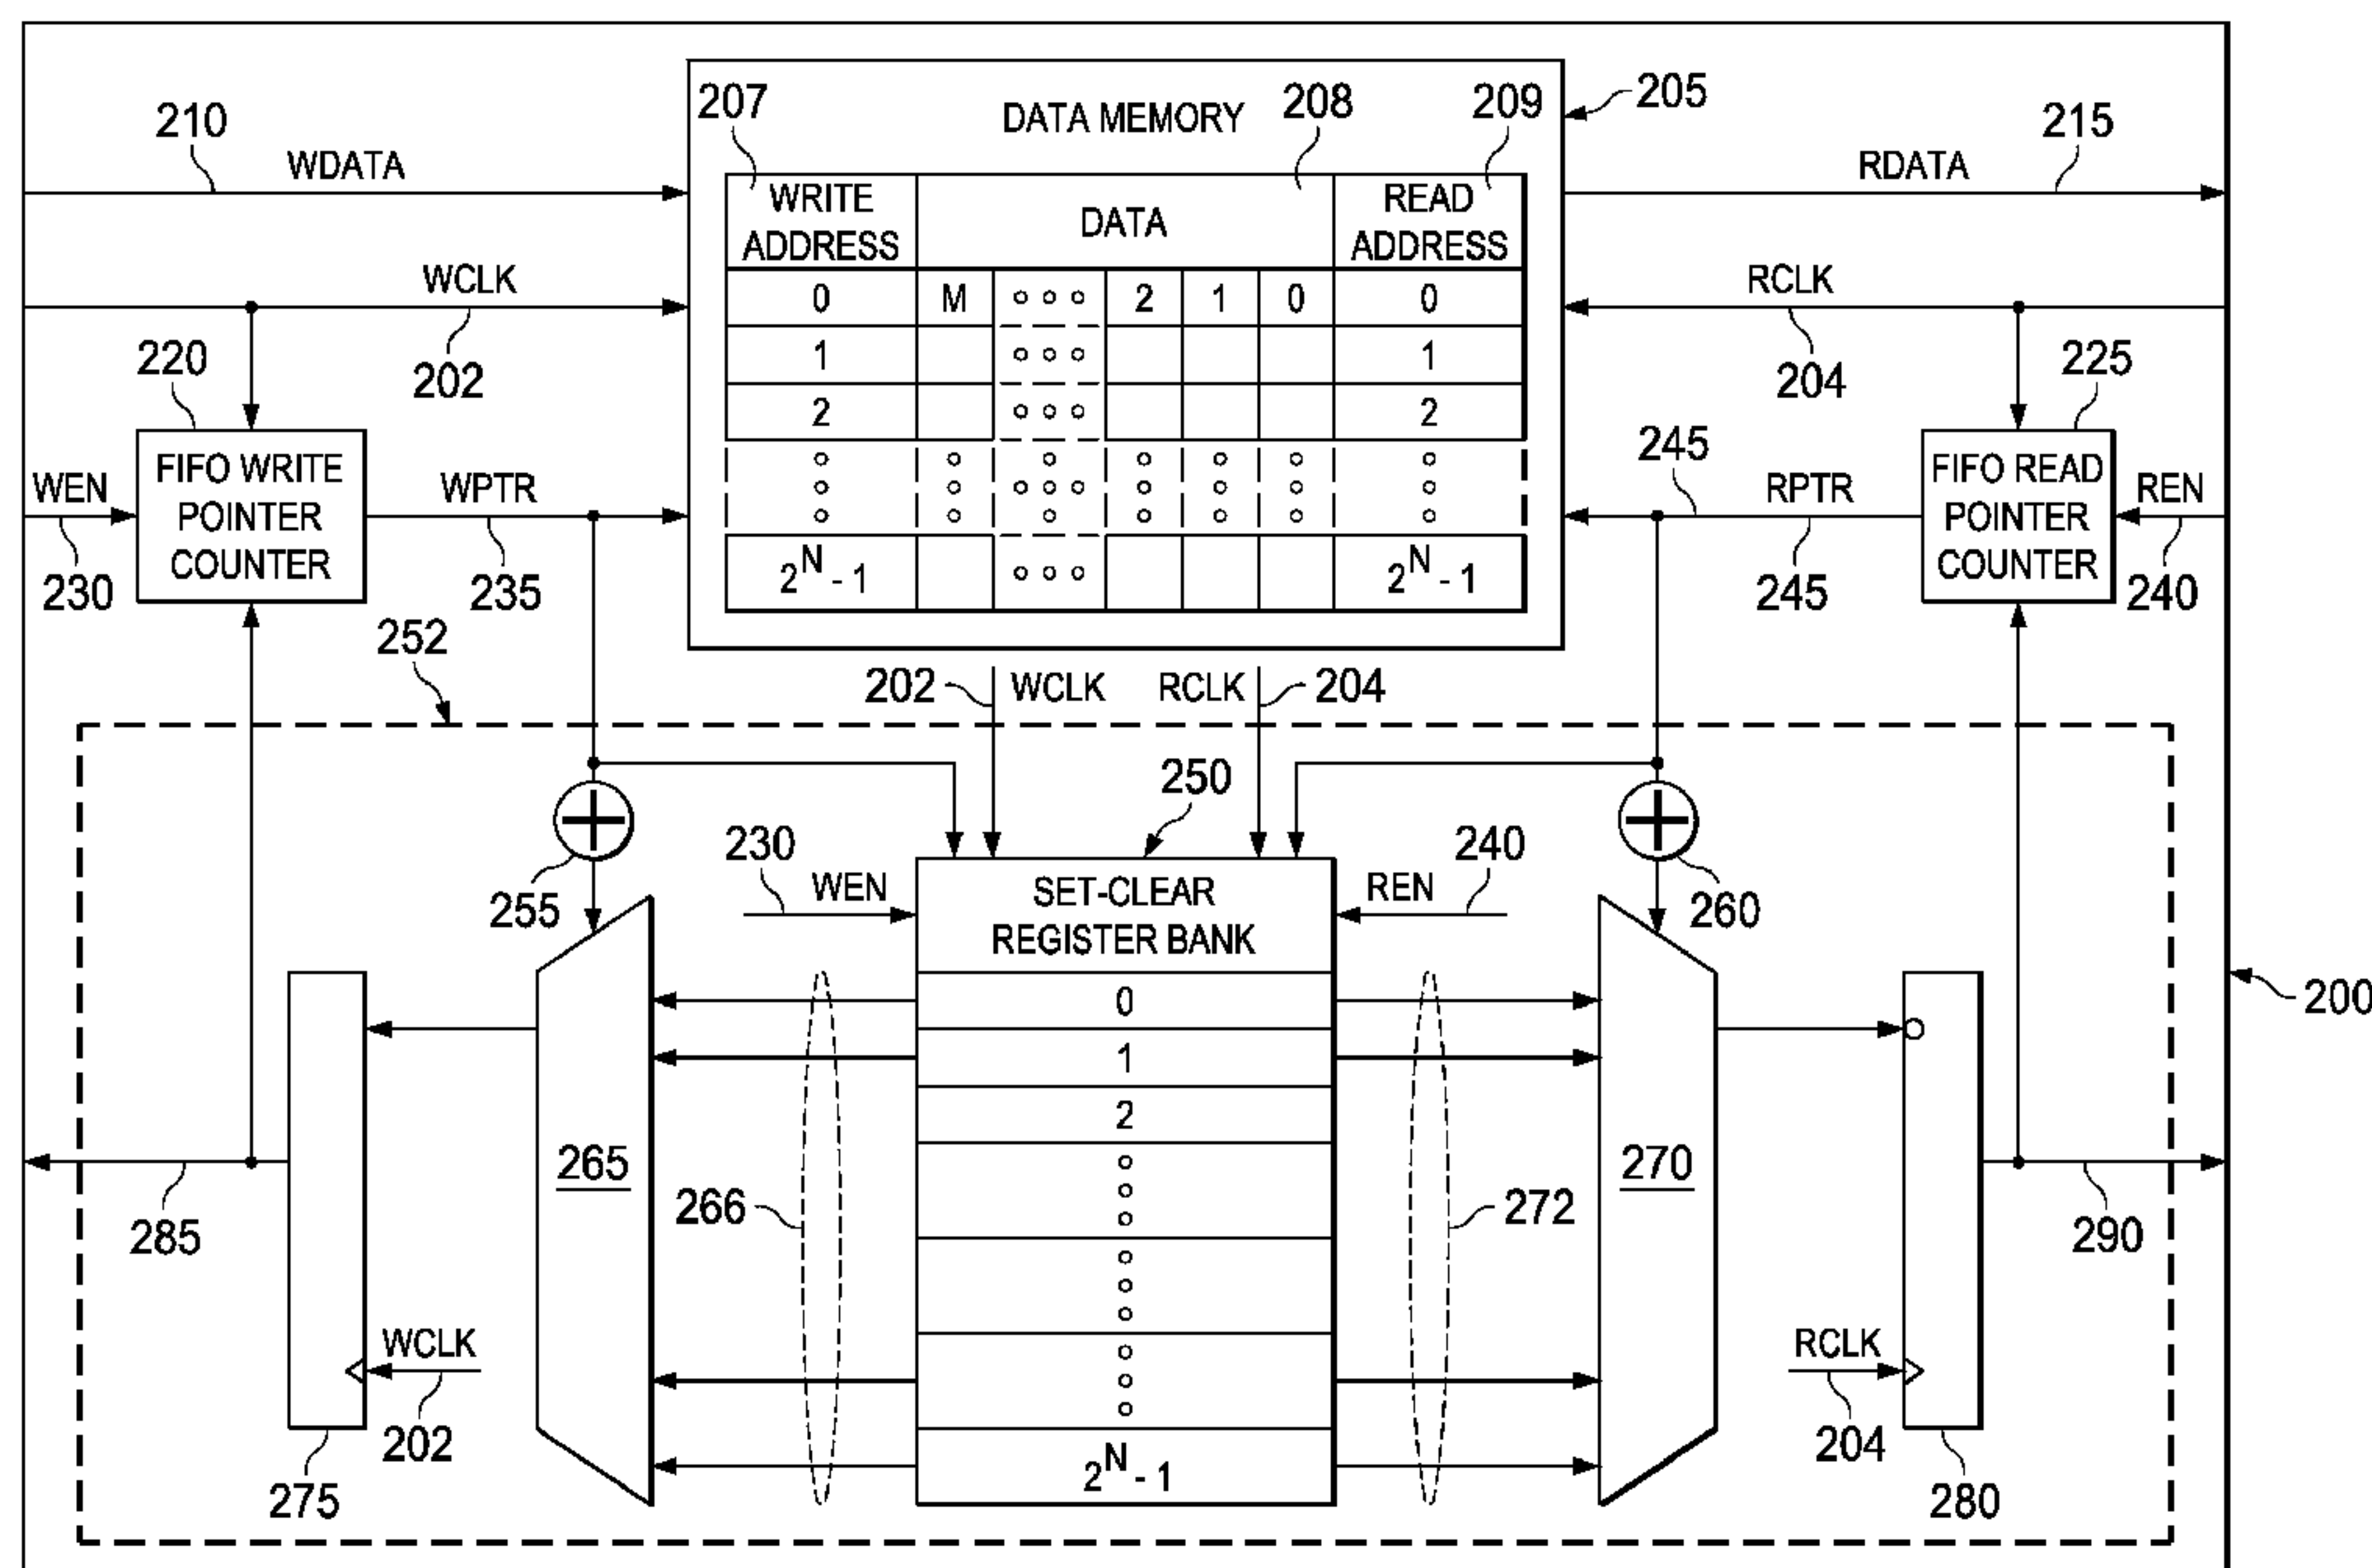 207 DATA MEMORY 208 209 205
210 WDATA
RDATA 215
WRITE ADDRESS DATA READ ADDRESS
WCLK 202
RCLK 204
0 M ∘ ∘ ∘ 2 1 0 0
1 ∘ ∘ ∘ 1
2 ∘ ∘ ∘ 2
2^N - 1 ∘ ∘ ∘ 2^N - 1
220
FIFO WRITE
POINTER
COUNTER
WEN
230
WPTR
235
225
FIFO READ
POINTER
COUNTER
245
RPTR
245
REN
240
252
202 WCLK RCLK 204
250
255
260
230 WEN
REN 240
SET-CLEAR
REGISTER BANK
0
1
2
2^N - 1
265
266
272
270
200
285
290
WCLK
202
275
RCLK
204
280